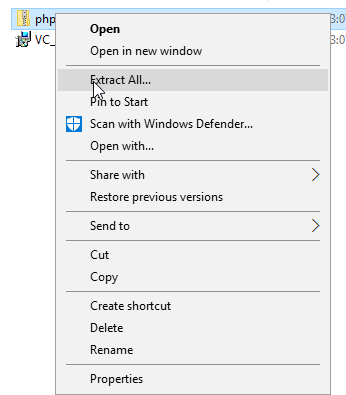 php
VC_
Open
Open in new window
Extract All...
Pin to Start
Scan with Windows Defender...
Open with...
Share with
Restore previous versions
Send to
Cut
Copy
Create shortcut
Delete
Rename
Properties